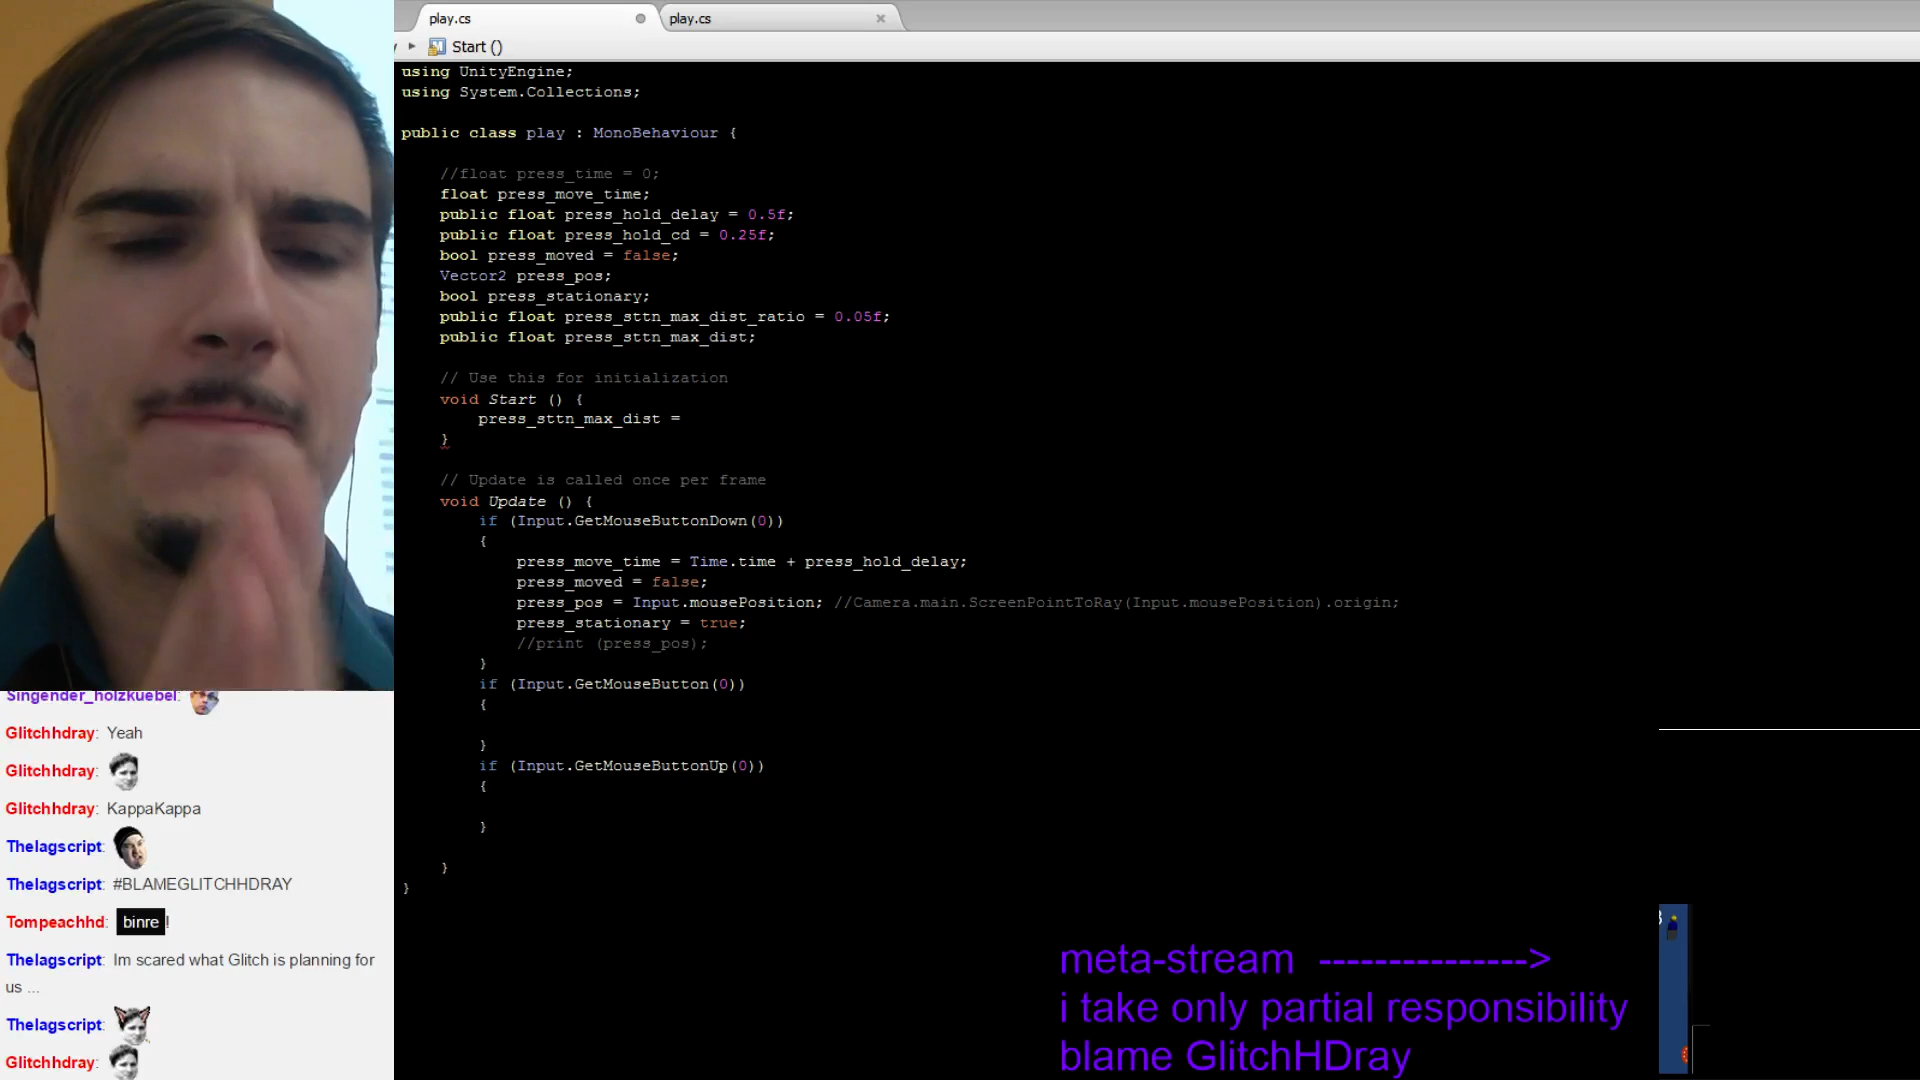 play.cs
play.cs
Start ()
using UnityEngine;
using System.Collections;
public class play : MonoBehaviour {
//float press_time = 0;
float press_move_time;
public float press_hold_delay = 0.5f;
public float press_hold_cd = 0.25f;
bool press_moved = false;
Vector2 press_pos;
bool press_stationary;
public float press_sttn_max_dist_ratio = 0.05f;
public float press_sttn_max_dist;
// Use this for initialization
void Start () {
press_sttn_max_dist =
}
// Update is called once per frame
void Update () {
if (Input.GetMouseButtonDown(0))
{
press_move_time = Time.time + press_hold_delay;
press_moved = false;
press_pos = Input.mousePosition; //Camera.main.ScreenPointToRay(Input.mousePosition).origin;
press_stationary = true;
//print (press_pos);
}
if (Input.GetMouseButton(0))
{
}
if (Input.GetMouseButtonUp(0))
{
}
}
}
Singender_holzkuebel:
Glitchhdray: Yeah
Glitchhdray:
Glitchhdray: KappaKappa
Thelagscript:
Thelagscript: #BLAMEGLITCHHDRAY
Tompeachhd: binre !
Thelagscript: Im scared what Glitch is planning for
us ...
Thelagscript:
Glitchhdray:
meta-stream --------------->
i take only partial responsibility
blame GlitchHDray